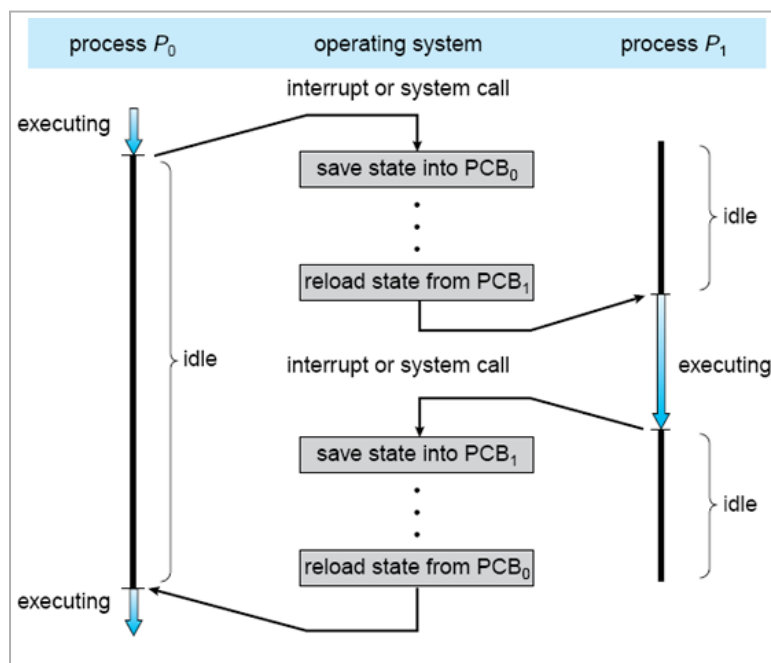 process P₀ operating system process P₁
interrupt or system call
executing
save state into PCB₀
idle
reload state from PCB₁
idle
interrupt or system call
executing
save state into PCB₁
idle
reload state from PCB₀
executing